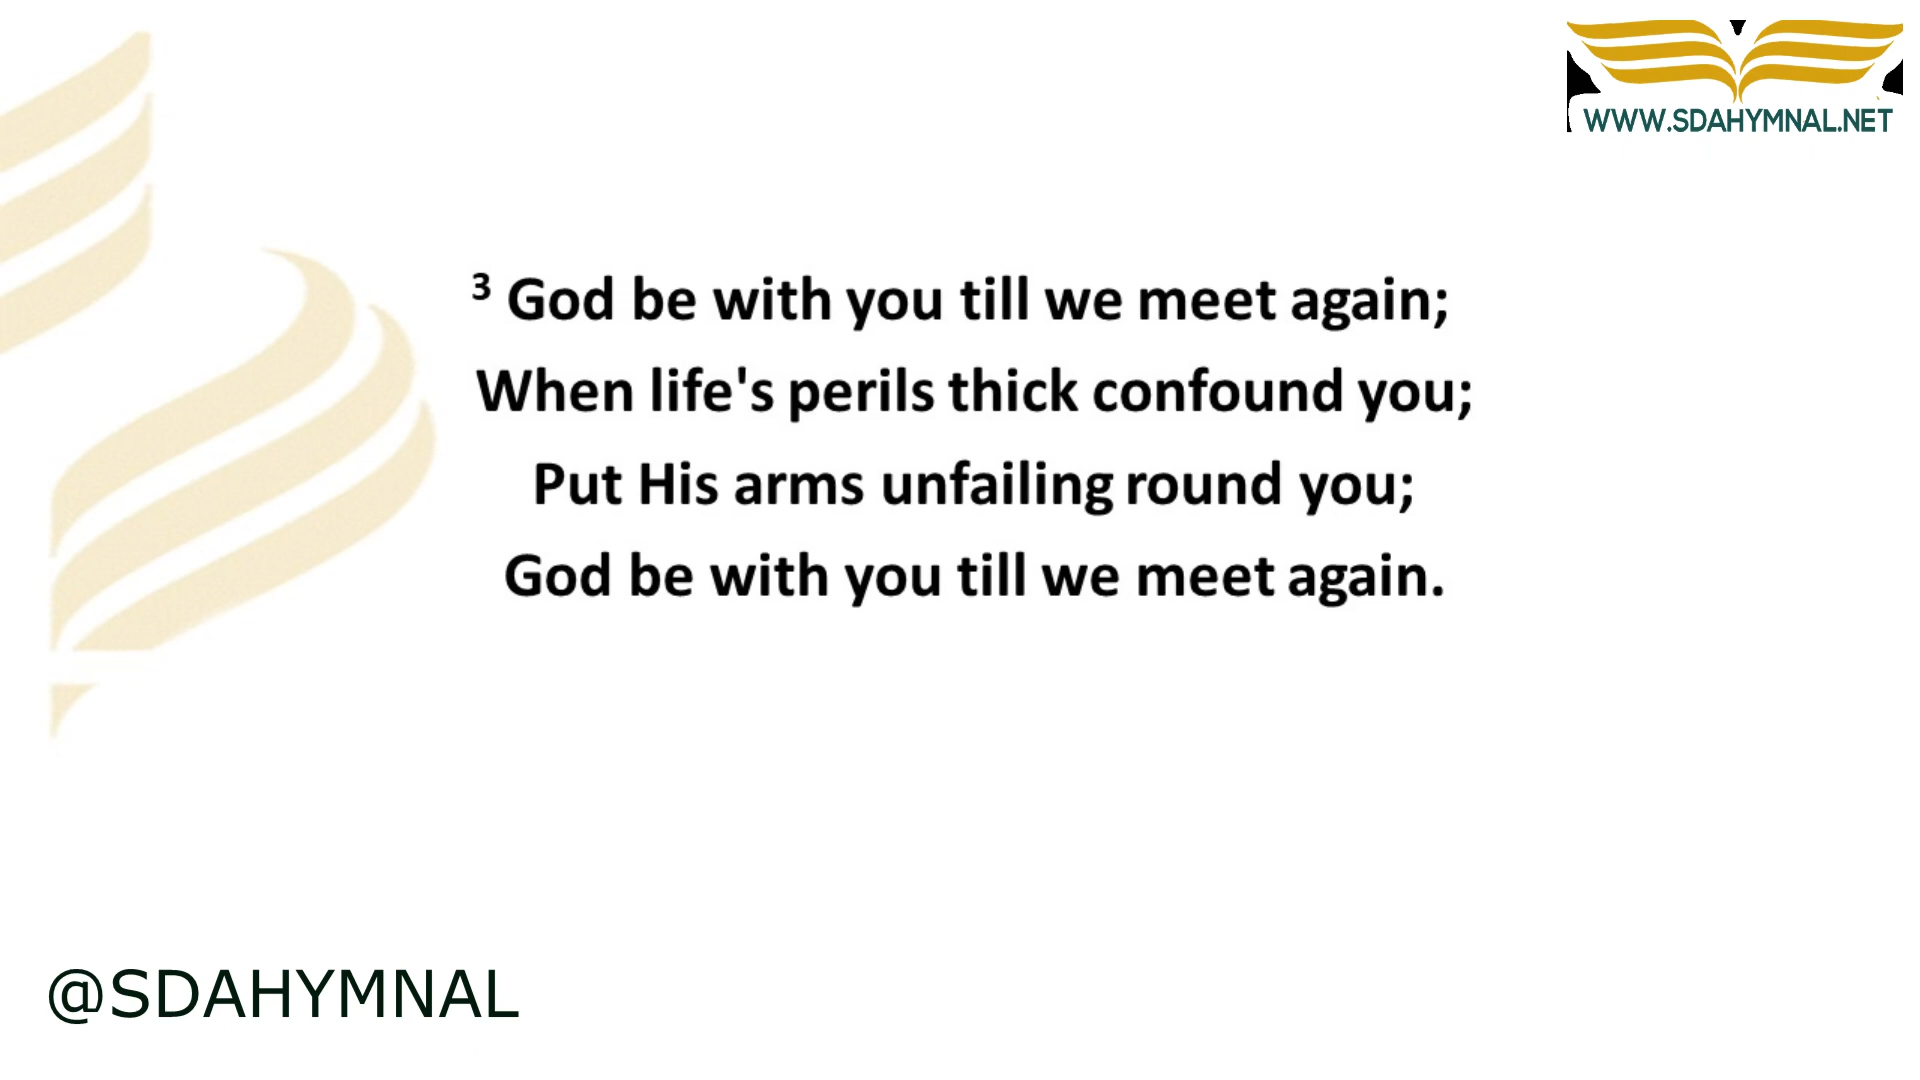 WWW.SDAHYMNAL.NET
3 God be with you till we meet again;
When life's perils thick confound you;
Put His arms unfailing round you;
God be with you till we meet again.
@SDAHYMNAL